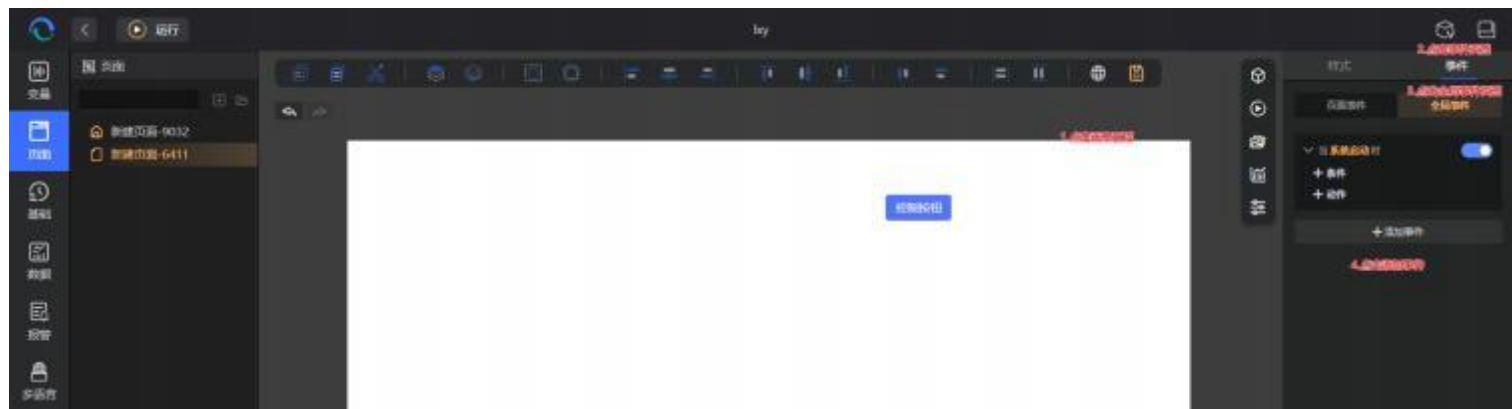 运行
lxy
变量
页面
基础
数据
报警
多语言
页面
新建页面-9032
新建页面-6411
控制按钮
样式
事件
页面事件
全局事件
当 系统启动 时
+ 条件
+ 动作
+ 添加事件